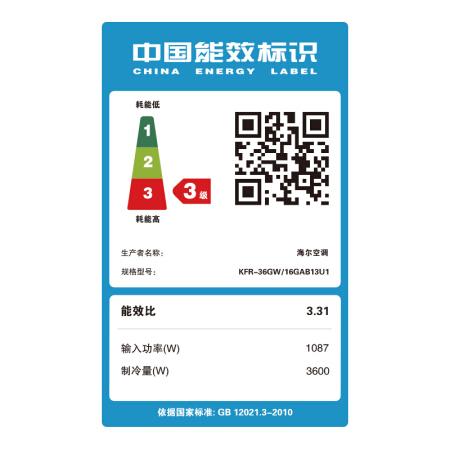 中国能效标识
CHINA ENERGY LABEL
耗能低
1
2
3
3级
耗能高
生产者名称: 海尔空调
规格型号: KFR-36GW/16GAB13U1
能效比 3.31
输入功率(W) 1087
制冷量(W) 3600
依据国家标准: GB 12021.3-2010